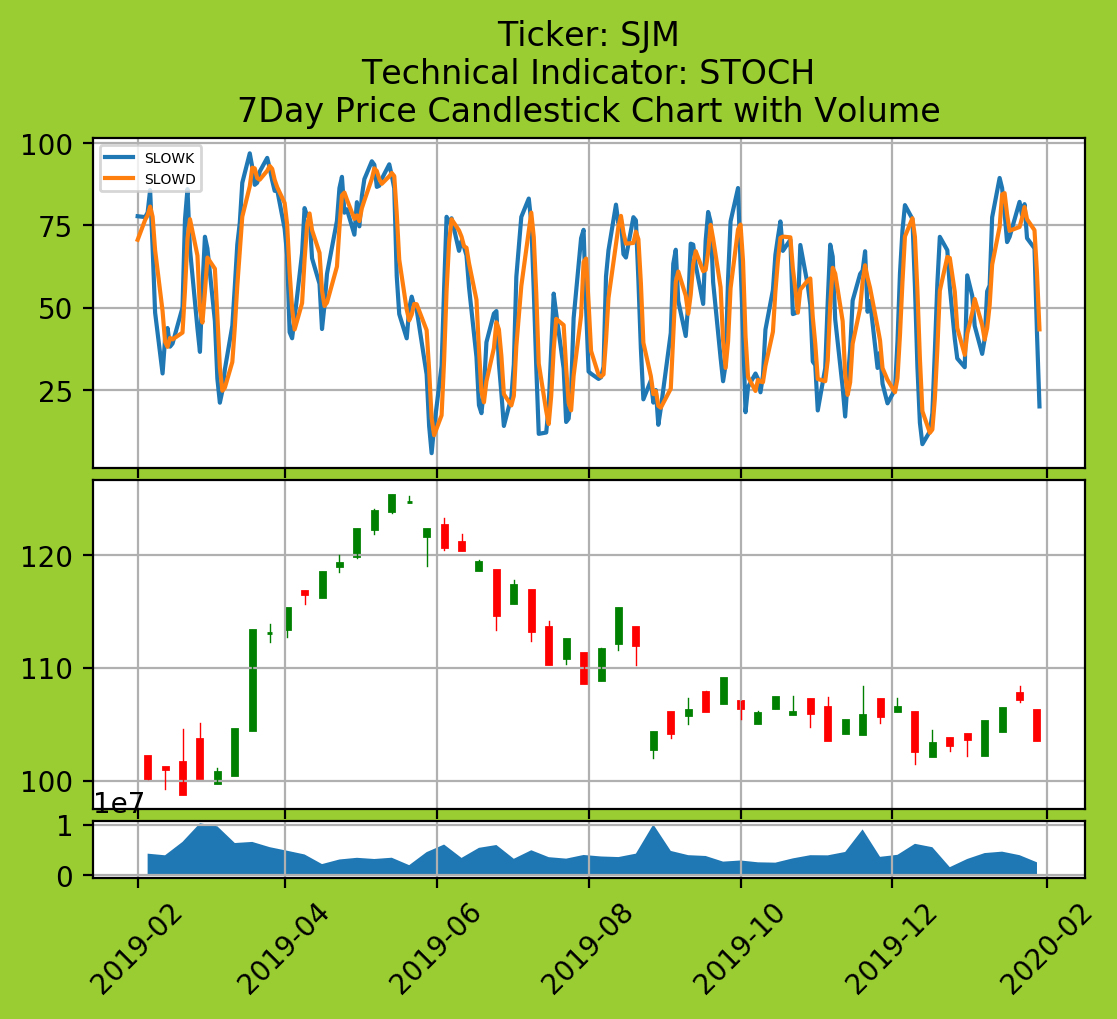 Ticker: SJM
Technical Indicator: STOCH
7Day Price Candlestick Chart with Volume
100
75
50
25
SLOWK
SLOWD
120
110
100
1e7
1
0
2019-02
2019-04
2019-06
2019-08
2019-10
2019-12
2020-02